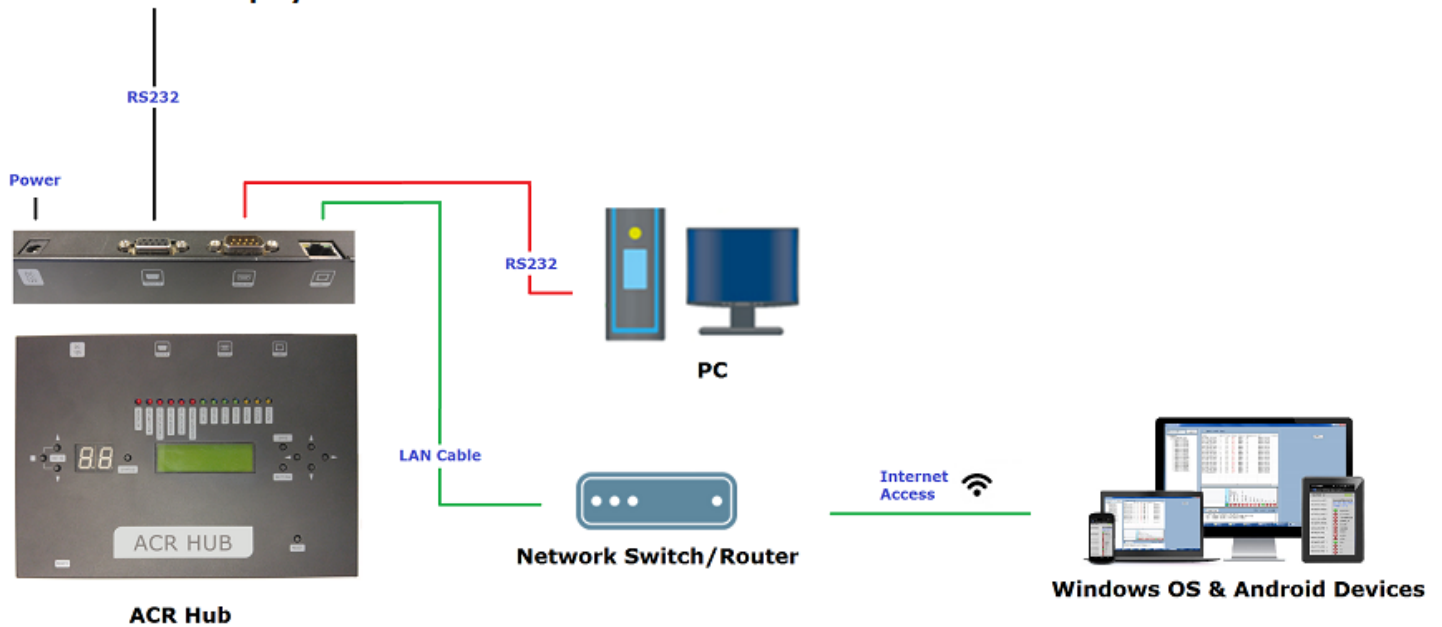 RS232
Power
RS232
PC
LAN Cable
Internet
Access
ACR HUB
Network Switch/Router
Windows OS & Android Devices
ACR Hub